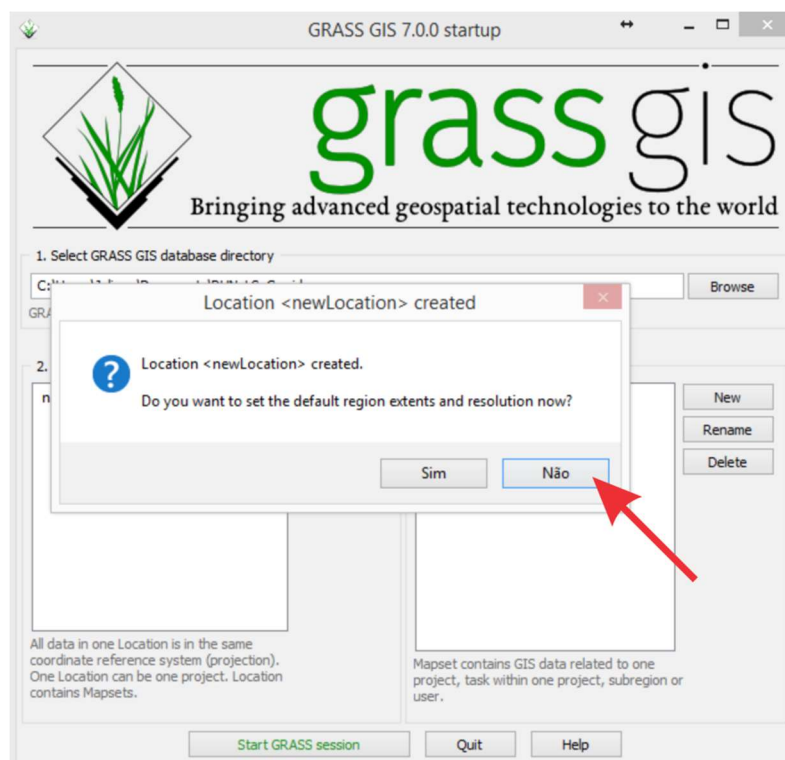 GRASS GIS 7.0.0 startup
grass gis
Bringing advanced geospatial technologies to the world
1. Select GRASS GIS database directory
Browse
Location <newLocation> created
Location <newLocation> created.
Do you want to set the default region extents and resolution now?
Sim
Não
2.
New
Rename
Delete
All data in one Location is in the same
coordinate reference system (projection).
One Location can be one project. Location
contains Mapsets.
Mapset contains GIS data related to one
project, task within one project, subregion or
user.
Start GRASS session
Quit
Help